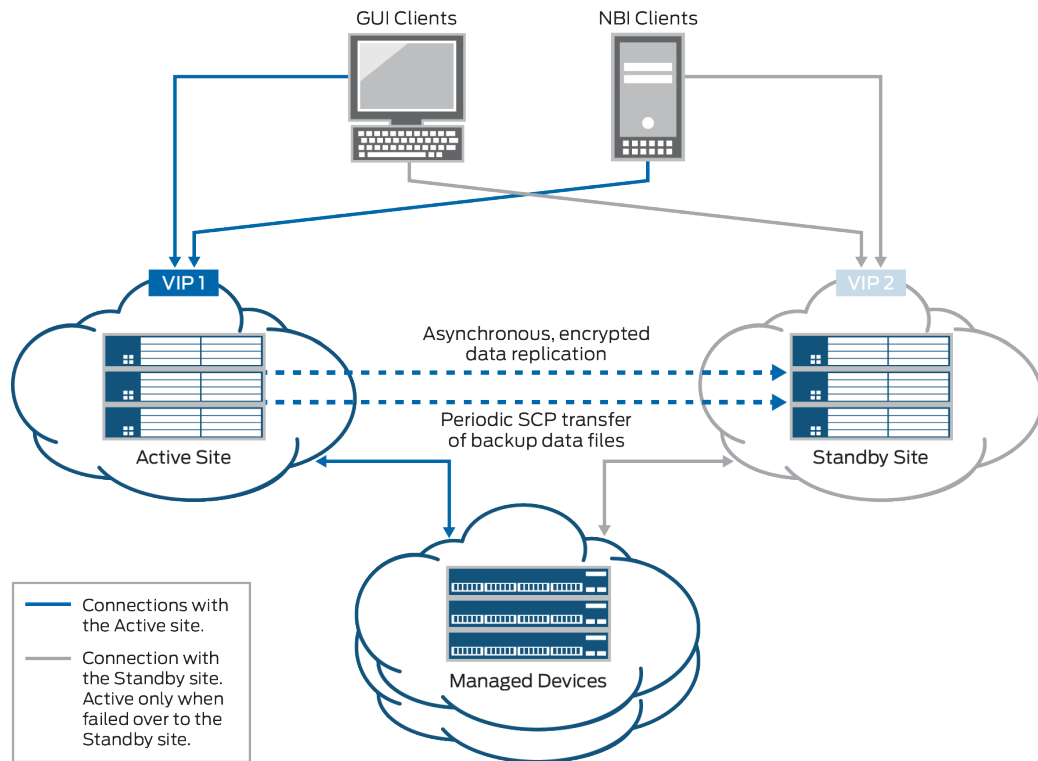 GUI Clients
NBI Clients
VIP 1
VIP 2
Asynchronous, encrypted
data replication
Periodic SCP transfer
of backup data files
Active Site
Standby Site
Managed Devices
Connections with
the Active site.
Connection with
the Standby site.
Active only when
failed over to the
Standby site.